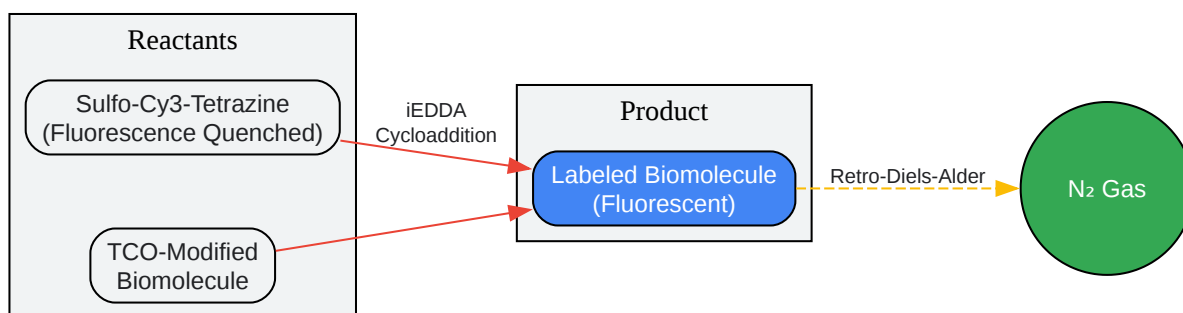 Reactants
Sulfo-Cy3-Tetrazine
(Fluorescence Quenched)
TCO-Modified
Biomolecule
iEDDA
Cycloaddition
Product
Labeled Biomolecule
(Fluorescent)
Retro-Diels-Alder
N₂ Gas